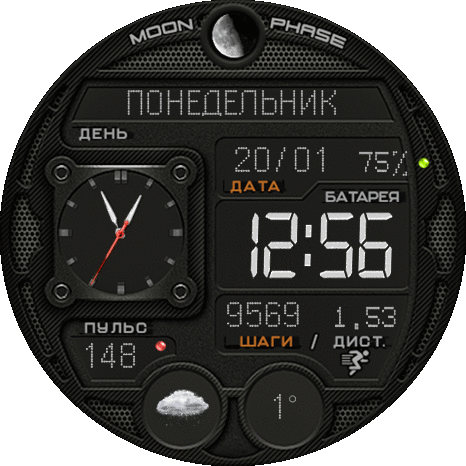 MOON PHASE
ПОНЕДЕЛЬНИК
ДЕНЬ
20/01 75%
ДАТА
БАТАРЕЯ
12:56
9569 1.53
ШАГИ / ДИСТ.
ПУЛЬС
148
1°